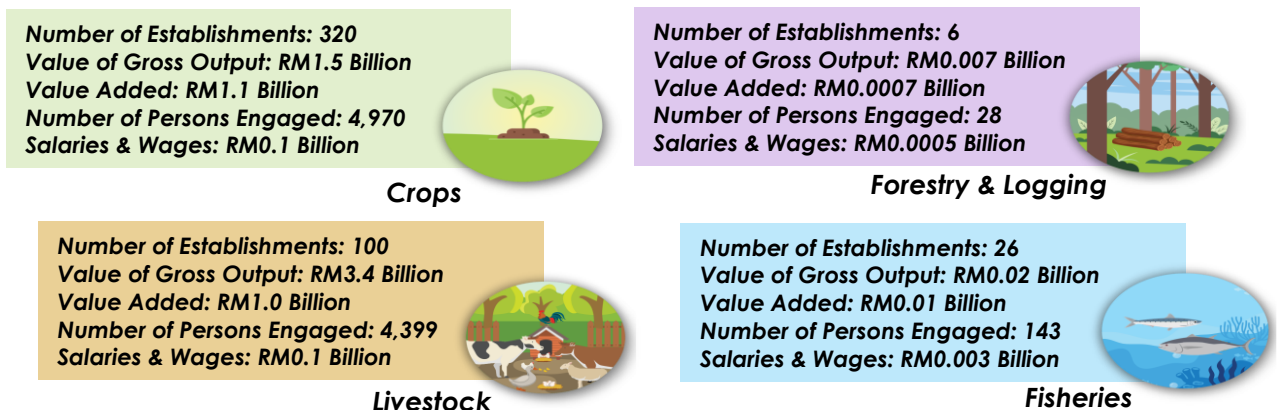 Number of Establishments: 320
Value of Gross Output: RM1.5 Billion
Value Added: RM1.1 Billion
Number of Persons Engaged: 4,970
Salaries & Wages: RM0.1 Billion
Crops
Number of Establishments: 6
Value of Gross Output: RM0.007 Billion
Value Added: RM0.0007 Billion
Number of Persons Engaged: 28
Salaries & Wages: RM0.0005 Billion
Forestry & Logging
Number of Establishments: 100
Value of Gross Output: RM3.4 Billion
Value Added: RM1.0 Billion
Number of Persons Engaged: 4,399
Salaries & Wages: RM0.1 Billion
Livestock
Number of Establishments: 26
Value of Gross Output: RM0.02 Billion
Value Added: RM0.01 Billion
Number of Persons Engaged: 143
Salaries & Wages: RM0.003 Billion
Fisheries